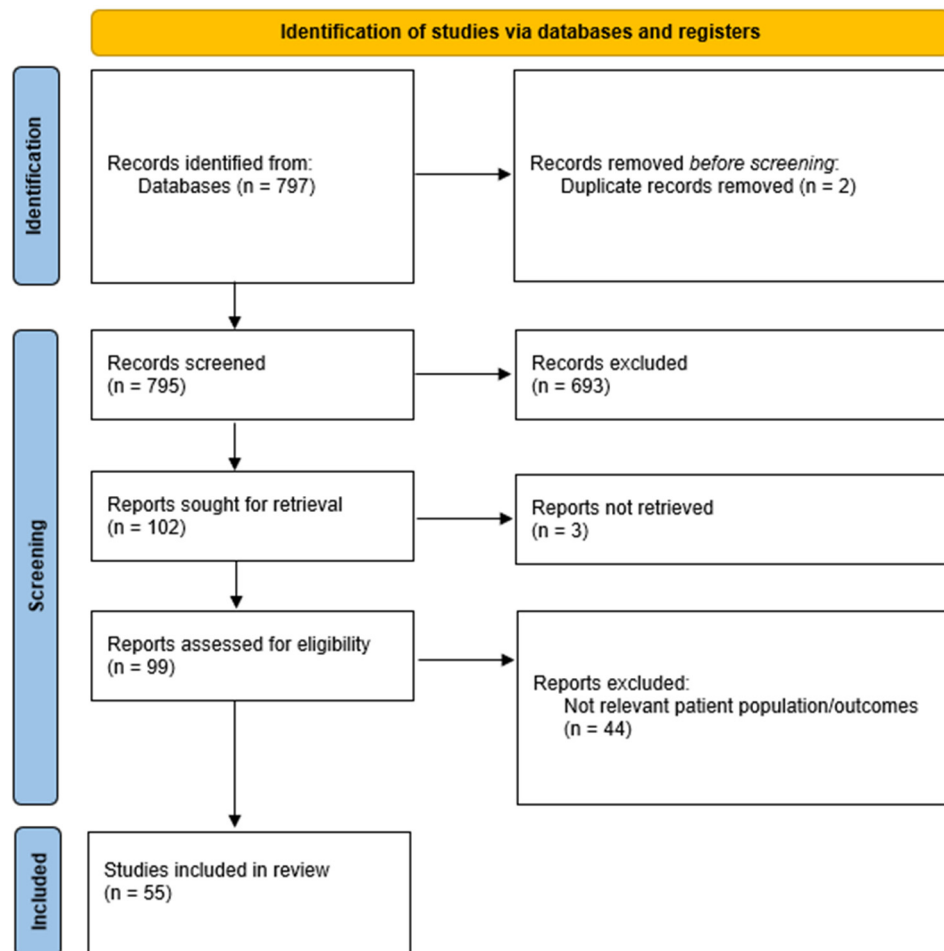 Identification of studies via databases and registers
Identification
Records identified from:
Databases (n = 797)
Records removed before screening:
Duplicate records removed (n = 2)
Screening
Records screened
(n = 795)
Records excluded
(n = 693)
Reports sought for retrieval
(n = 102)
Reports not retrieved
(n = 3)
Reports assessed for eligibility
(n = 99)
Reports excluded:
Not relevant patient population/outcomes
(n = 44)
Included
Studies included in review
(n = 55)